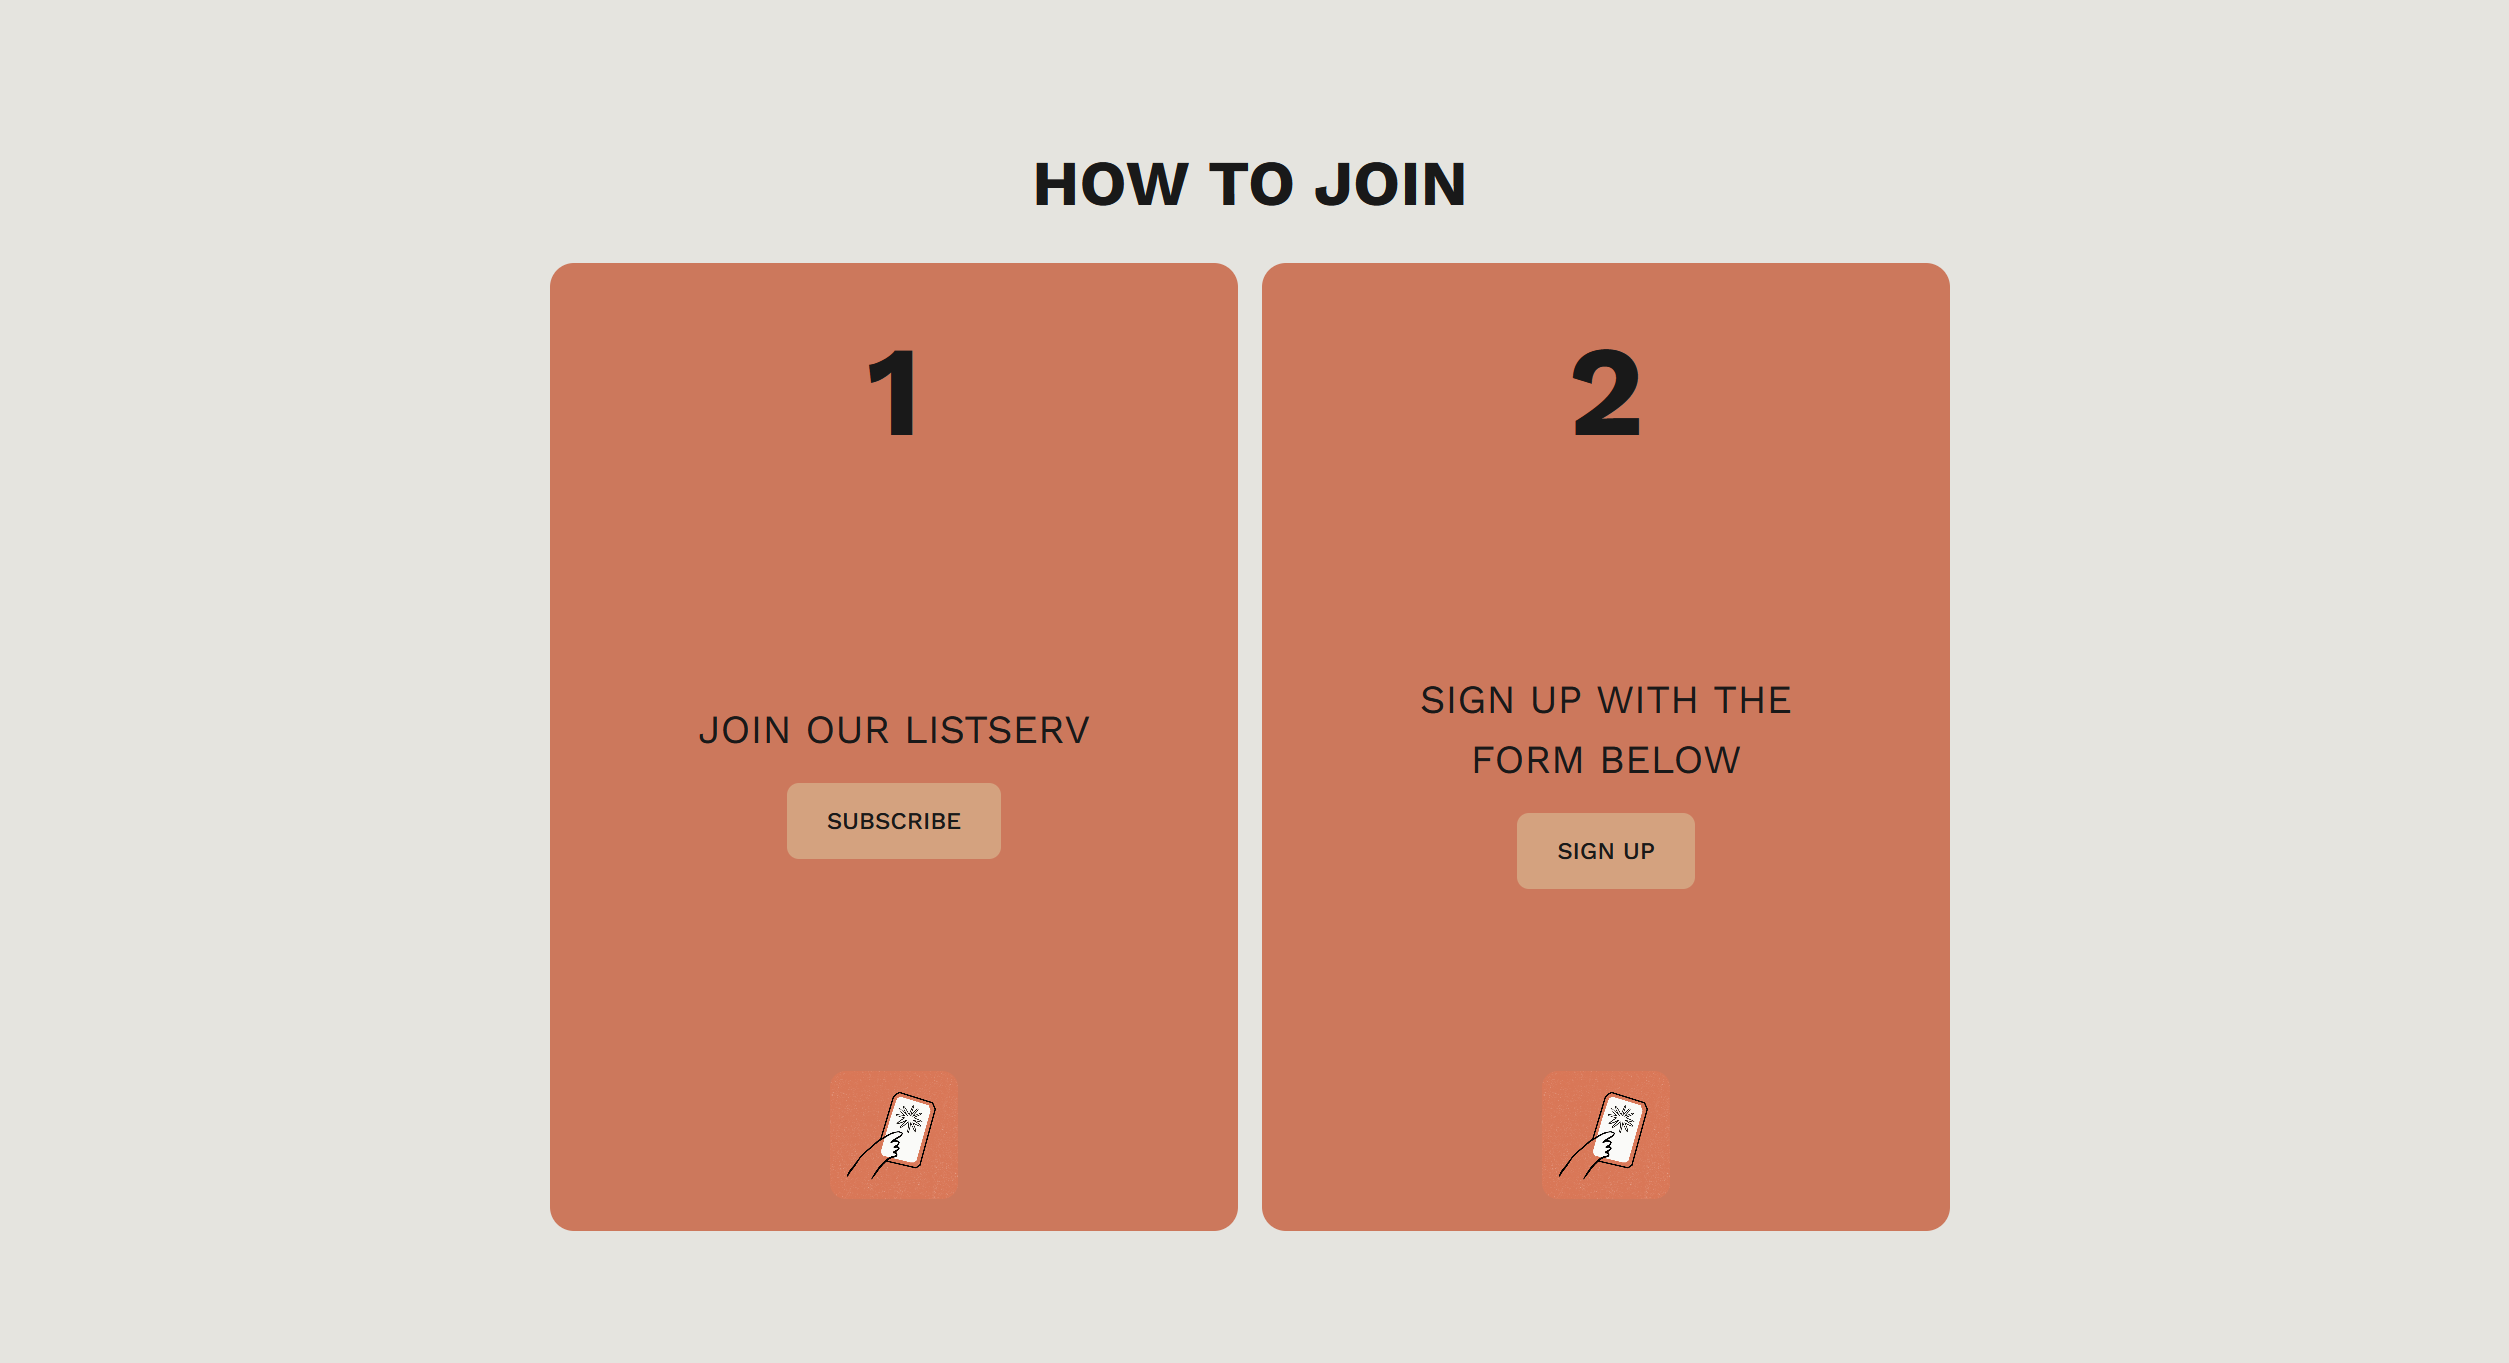 HOW TO JOIN
1
JOIN OUR LISTSERV
SUBSCRIBE
2
SIGN UP WITH THE
FORM BELOW
SIGN UP